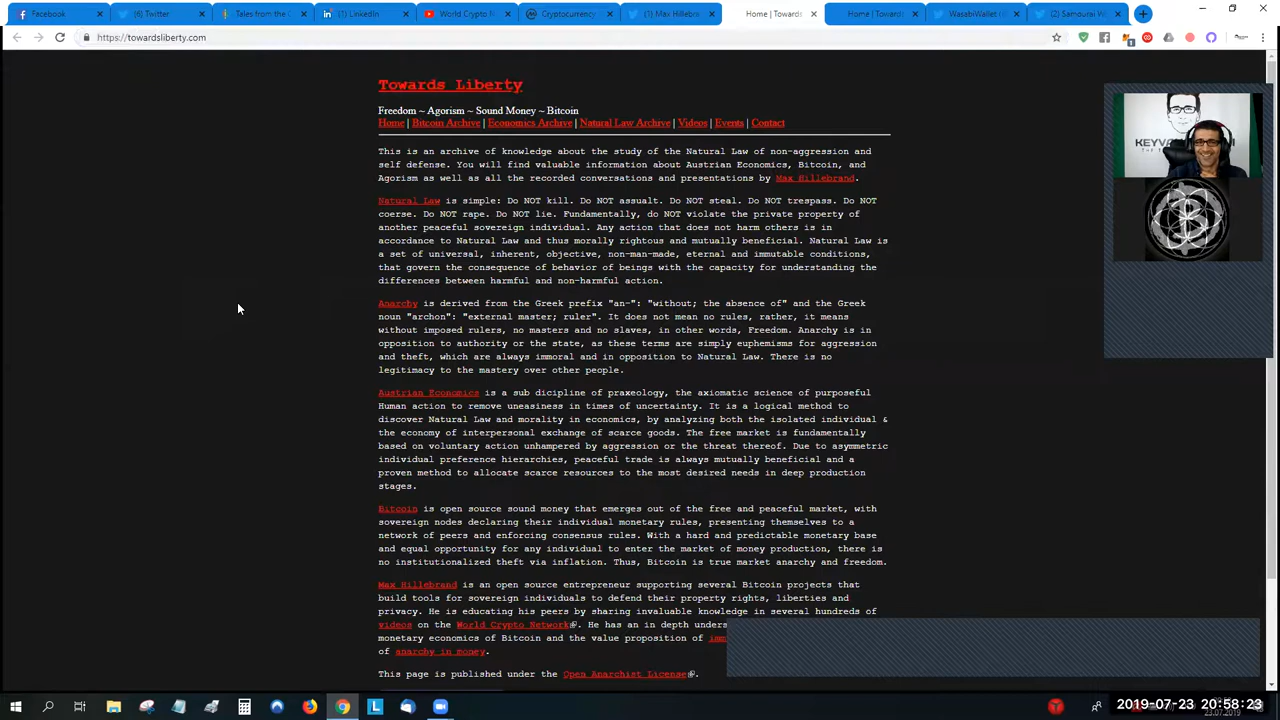 Facebook
(6) Twitter
Tales from the C
(1) LinkedIn
World Crypto N
Cryptocurrency
(1) Max Hillebra
Home | Towards
Home | Towards
WasabiWallet
(2) Samourai W
https://towardsliberty.com
Towards Liberty
Freedom ~ Agorism ~ Sound Money ~ Bitcoin
Home | Bitcoin Archive | Economics Archive | Natural Law Archive | Videos | Events | Contact
This is an archive of knowledge about the study of the Natural Law of non-aggression and
self defense. You will find valuable information about Austrian Economics, Bitcoin, and
Agorism as well as all the recorded conversations and presentations by Max Hillebrand.
Natural Law is simple: Do NOT kill. Do NOT assualt. Do NOT steal. Do NOT trespass. Do NOT
coerse. Do NOT rape. Do NOT lie. Fundamentally, do NOT violate the private property of
another peaceful sovereign individual. Any action that does not harm others is in
accordance to Natural Law and thus morally rightous and mutually beneficial. Natural Law is
a set of universal, inherent, objective, non-man-made, eternal and immutable conditions,
that govern the consequence of behavior of beings with the capacity for understanding the
differences between harmful and non-harmful action.
Anarchy is derived from the Greek prefix "an-": "without; the absence of" and the Greek
noun "archon": "external master; ruler". It does not mean no rules, rather, it means
without imposed rulers, no masters and no slaves, in other words, Freedom. Anarchy is in
opposition to authority or the state, as these terms are simply euphemisms for aggression
and theft, which are always immoral and in opposition to Natural Law. There is no
legitimacy to the mastery over other people.
Austrian Economics is a sub dicipline of praxeology, the axiomatic science of purposeful
Human action to remove uneasiness in times of uncertainty. It is a logical method to
discover Natural Law and morality in economics, by analyzing both the isolated individual &
the economy of interpersonal exchange of scarce goods. The free market is fundamentally
based on voluntary action unhampered by aggression or the threat thereof. Due to asymetric
individual preference hierarchies, peaceful trade is always mutually beneficial and a
proven method to allocate scarce resources to the most desired needs in deep production
stages.
Bitcoin is open source sound money that emerges out of the free and peaceful market, with
sovereign nodes declaring their individual monetary rules, presenting themselves to a
network of peers and enforcing consensus rules. With a hard and predictable monetary base
and equal opportunity for any individual to enter the market of money production, there is
no institutionalized theft via inflation. Thus, Bitcoin is true market anarchy and freedom.
Max Hillebrand is an open source entrepreneur supporting several Bitcoin projects that
build tools for sovereign individuals to defend their property rights, liberties and
privacy. He is educating his peers by sharing invaluable knowledge in several hundreds of
videos on the World Crypto Network. He has an in depth unders
monetary economics of Bitcoin and the value proposition of imm
of anarchy in money.
This page is published under the Open Anarchist License.
2019-07-23 20:58:23